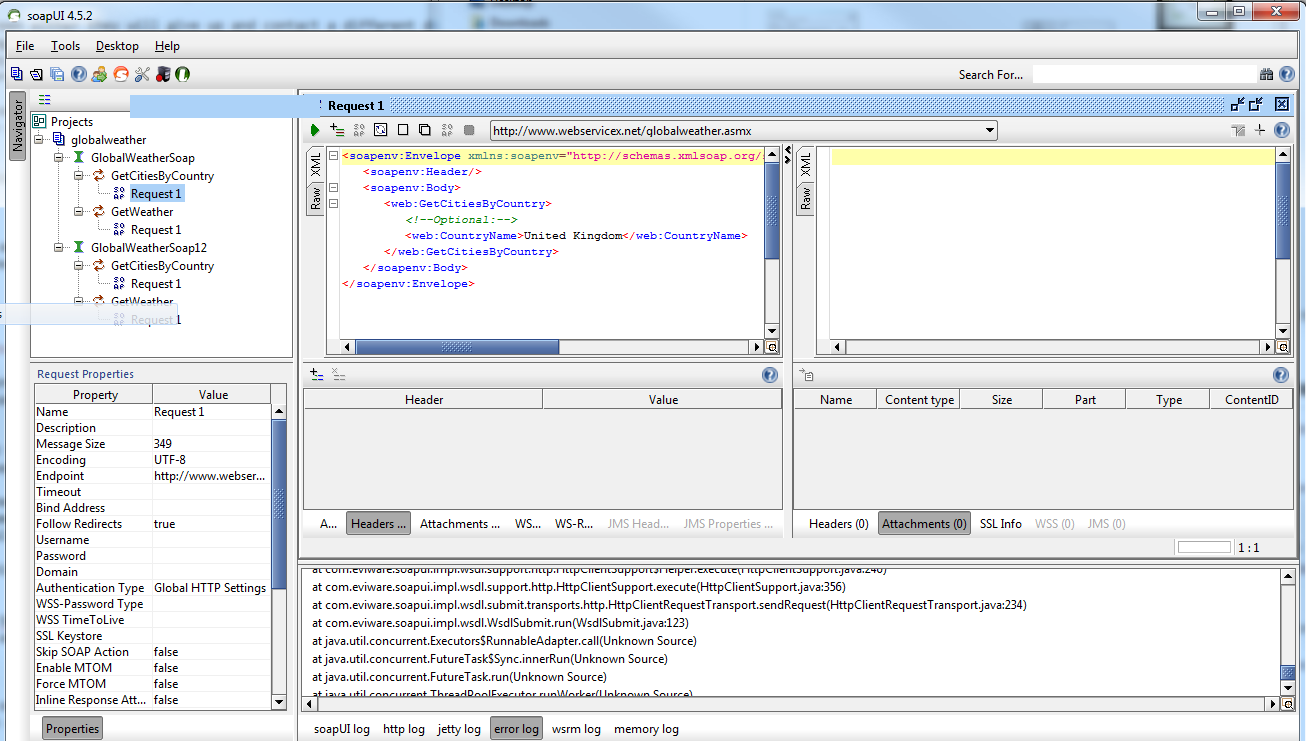 soapUI 4.5.2
File Tools Desktop Help
Search For...
Navigator
Projects
globalweather
GlobalWeatherSoap
GetCitiesByCountry
Request 1
GetWeather
Request 1
GlobalWeatherSoap12
GetCitiesByCountry
Request 1
GetWeather
Request 1
Request Properties
Property Value
Name Request 1
Description
Message Size 349
Encoding UTF-8
Endpoint http://www.webser...
Timeout
Bind Address
Follow Redirects true
Username
Password
Domain
Authentication Type Global HTTP Settings
WSS-Password Type
WSS TimeToLive
SSL Keystore
Skip SOAP Action false
Enable MTOM false
Force MTOM false
Inline Response Att... false
Properties
Request 1
http://www.webservicex.net/globalweather.asmx
XML
Raw
<soapenv:Envelope xmlns:soapenv="http://schemas.xmlsoap.org/
<soapenv:Header/>
<soapenv:Body>
<web:GetCitiesByCountry>
<!--Optional:-->
<web:CountryName>United Kingdom</web:CountryName>
</web:GetCitiesByCountry>
</soapenv:Body>
</soapenv:Envelope>
XML
Raw
Header Value
A... Headers ... Attachments ... WS... WS-R... JMS Head... JMS Properties ...
Name Content type Size Part Type ContentID
Headers (0) Attachments (0) SSL Info WSS (0) JMS (0)
1 : 1
at com.eviware.soapui.impl.wsdl.support.http.HttpClientSupport$Helper.execute(HttpClientSupport.java:240)
at com.eviware.soapui.impl.wsdl.support.http.HttpClientSupport.execute(HttpClientSupport.java:356)
at com.eviware.soapui.impl.wsdl.submit.transports.http.HttpClientRequestTransport.sendRequest(HttpClientRequestTransport.java:234)
at com.eviware.soapui.impl.wsdl.WsdlSubmit.run(WsdlSubmit.java:123)
at java.util.concurrent.Executors$RunnableAdapter.call(Unknown Source)
at java.util.concurrent.FutureTask$Sync.innerRun(Unknown Source)
at java.util.concurrent.FutureTask.run(Unknown Source)
at java.util.concurrent.ThreadPoolExecutor.runWorker(Unknown Source)
soapUI log http log jetty log error log wsrm log memory log